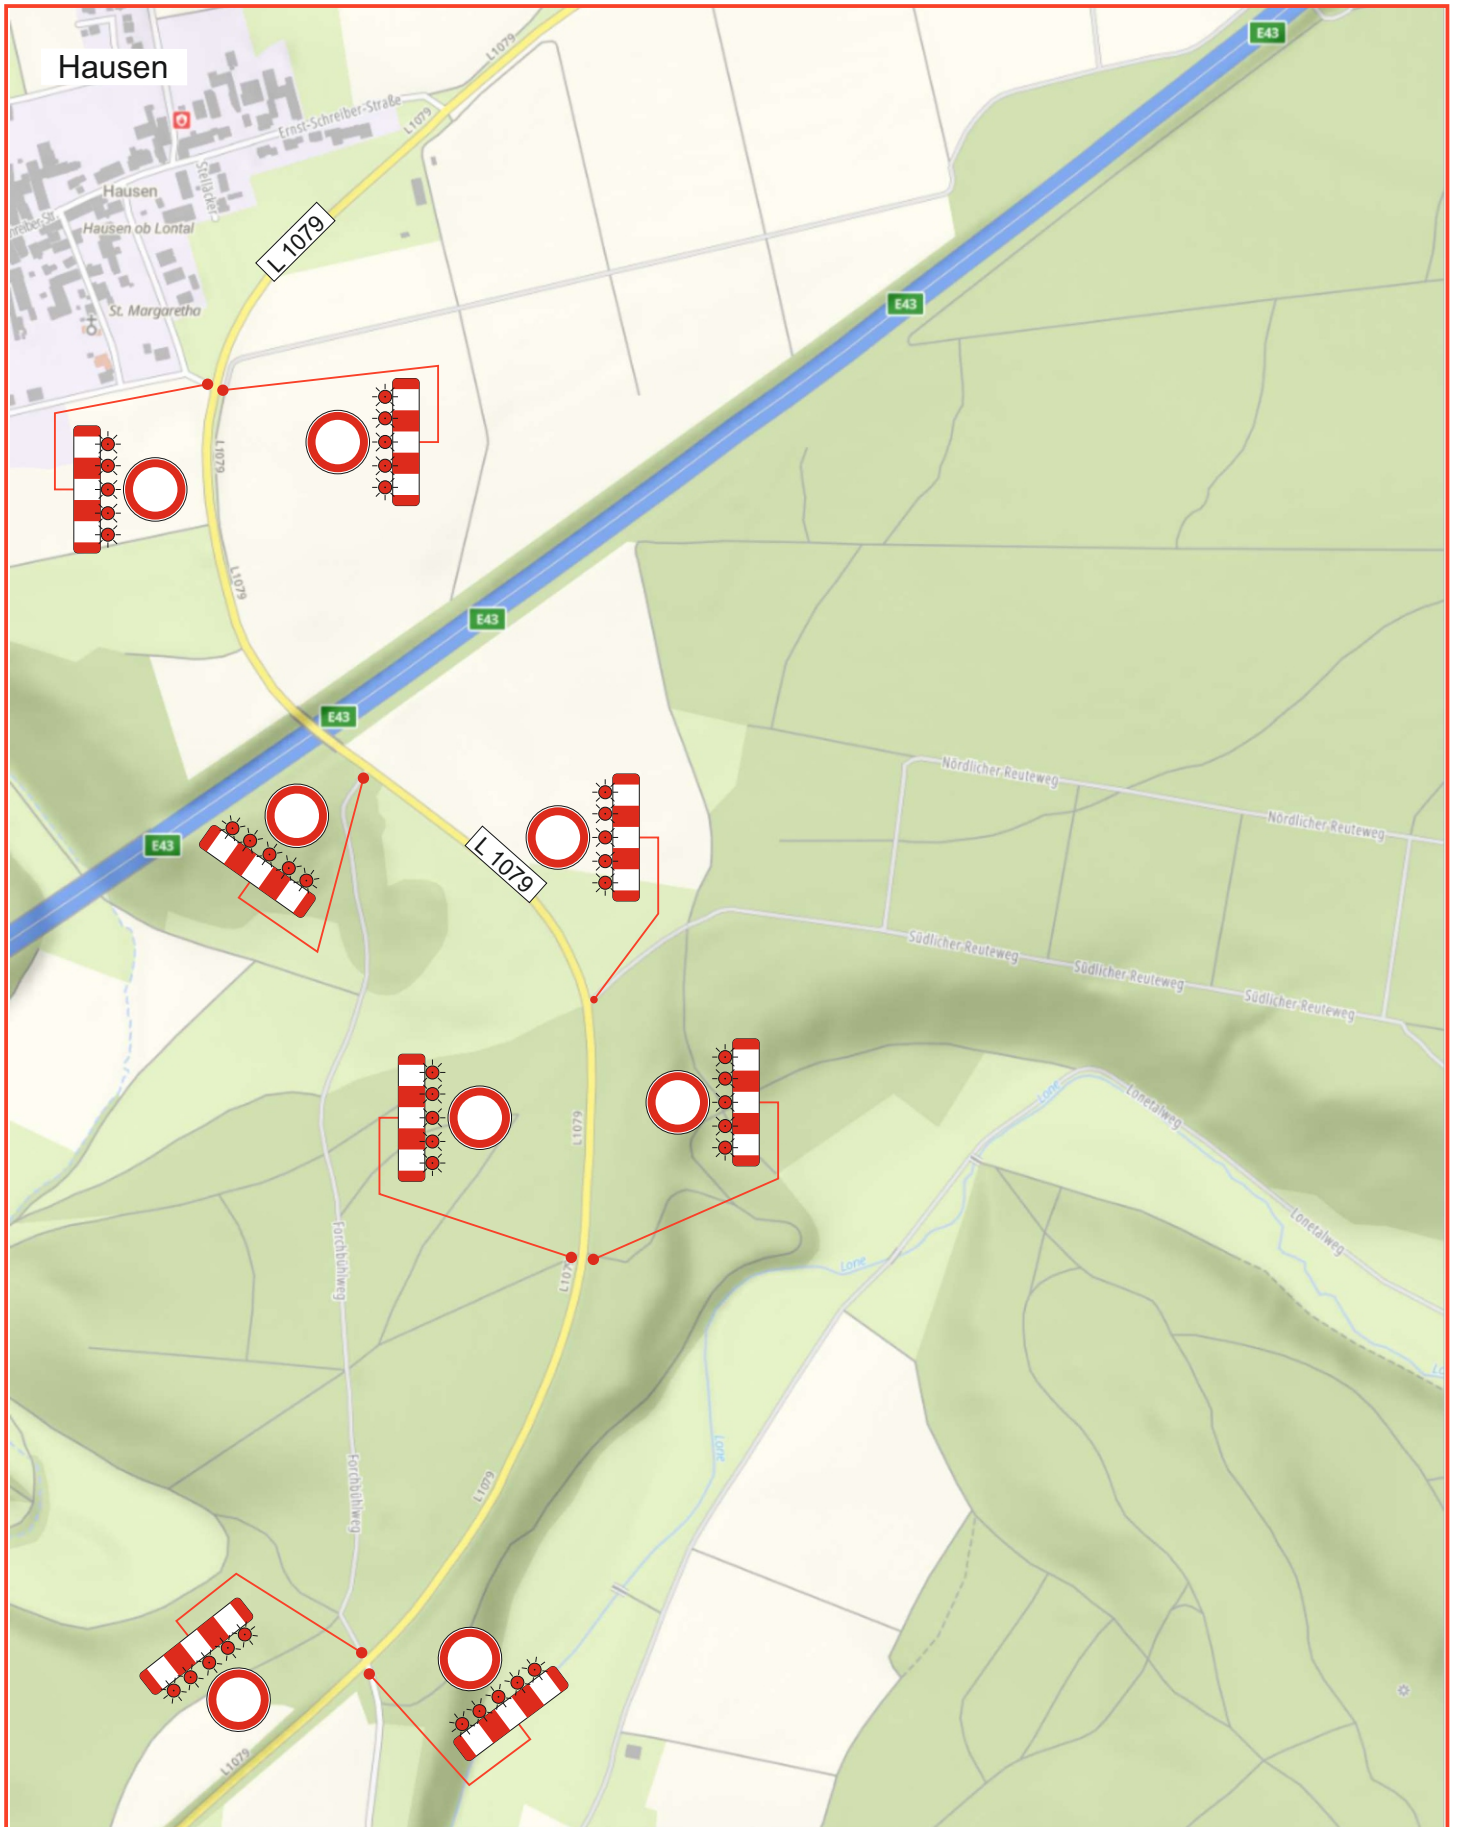 E43
L1079
Hausen
Ernst-Schreiber-Straße
L1079
Stelläcker
Hausen
Hausen ob Lontal
L 1079
E43
St. Margaretha
L1079
L1079
E43
E43
Nördlicher Reuteweg
Nördlicher Reuteweg
E43
L 1079
Südlicher Reuteweg
Südlicher Reuteweg
Südlicher Reuteweg
Lone
Lonetalweg
L1079
Lonetalweg
Forchbühlweg
Lone
Lone
L1079
Forchbühlweg
L1079